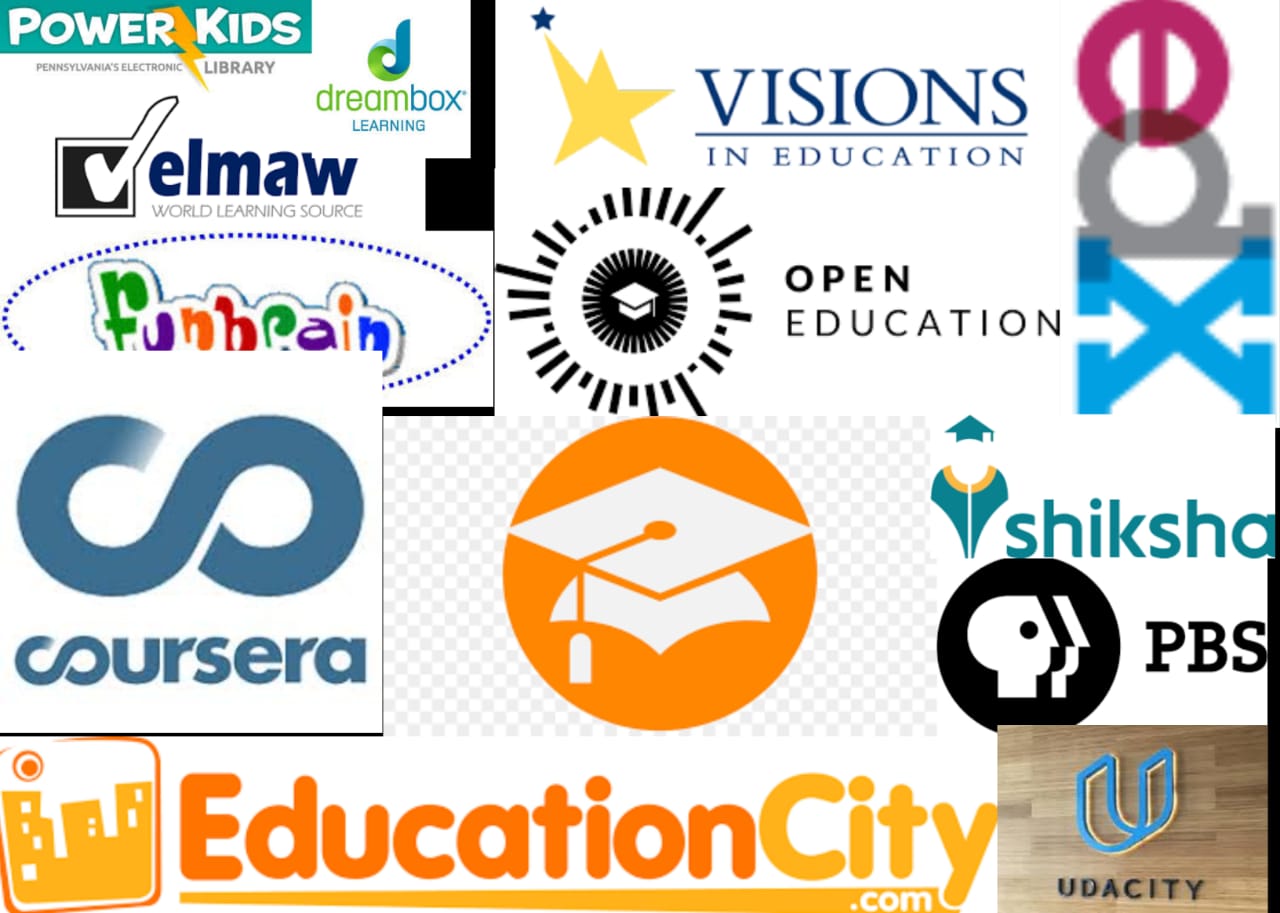 POWER KIDS
PENNSYLVANIA'S ELECTRONIC LIBRARY
dreambox
LEARNING
elmaw
WORLD LEARNING SOURCE
funbrain
VISIONS
IN EDUCATION
OPEN
EDUCATION
edX
coursera
shiksha
PBS
EducationCity
.com
UDACITY